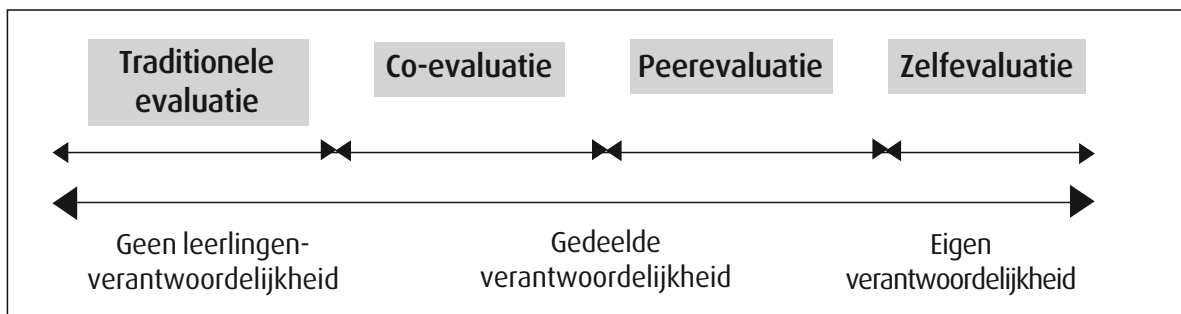 Traditionele
evaluatie
Co-evaluatie
Peerevaluatie
Zelfevaluatie
Geen leerlingen-
verantwoordelijkheid
Gedeelde
verantwoordelijkheid
Eigen
verantwoordelijkheid